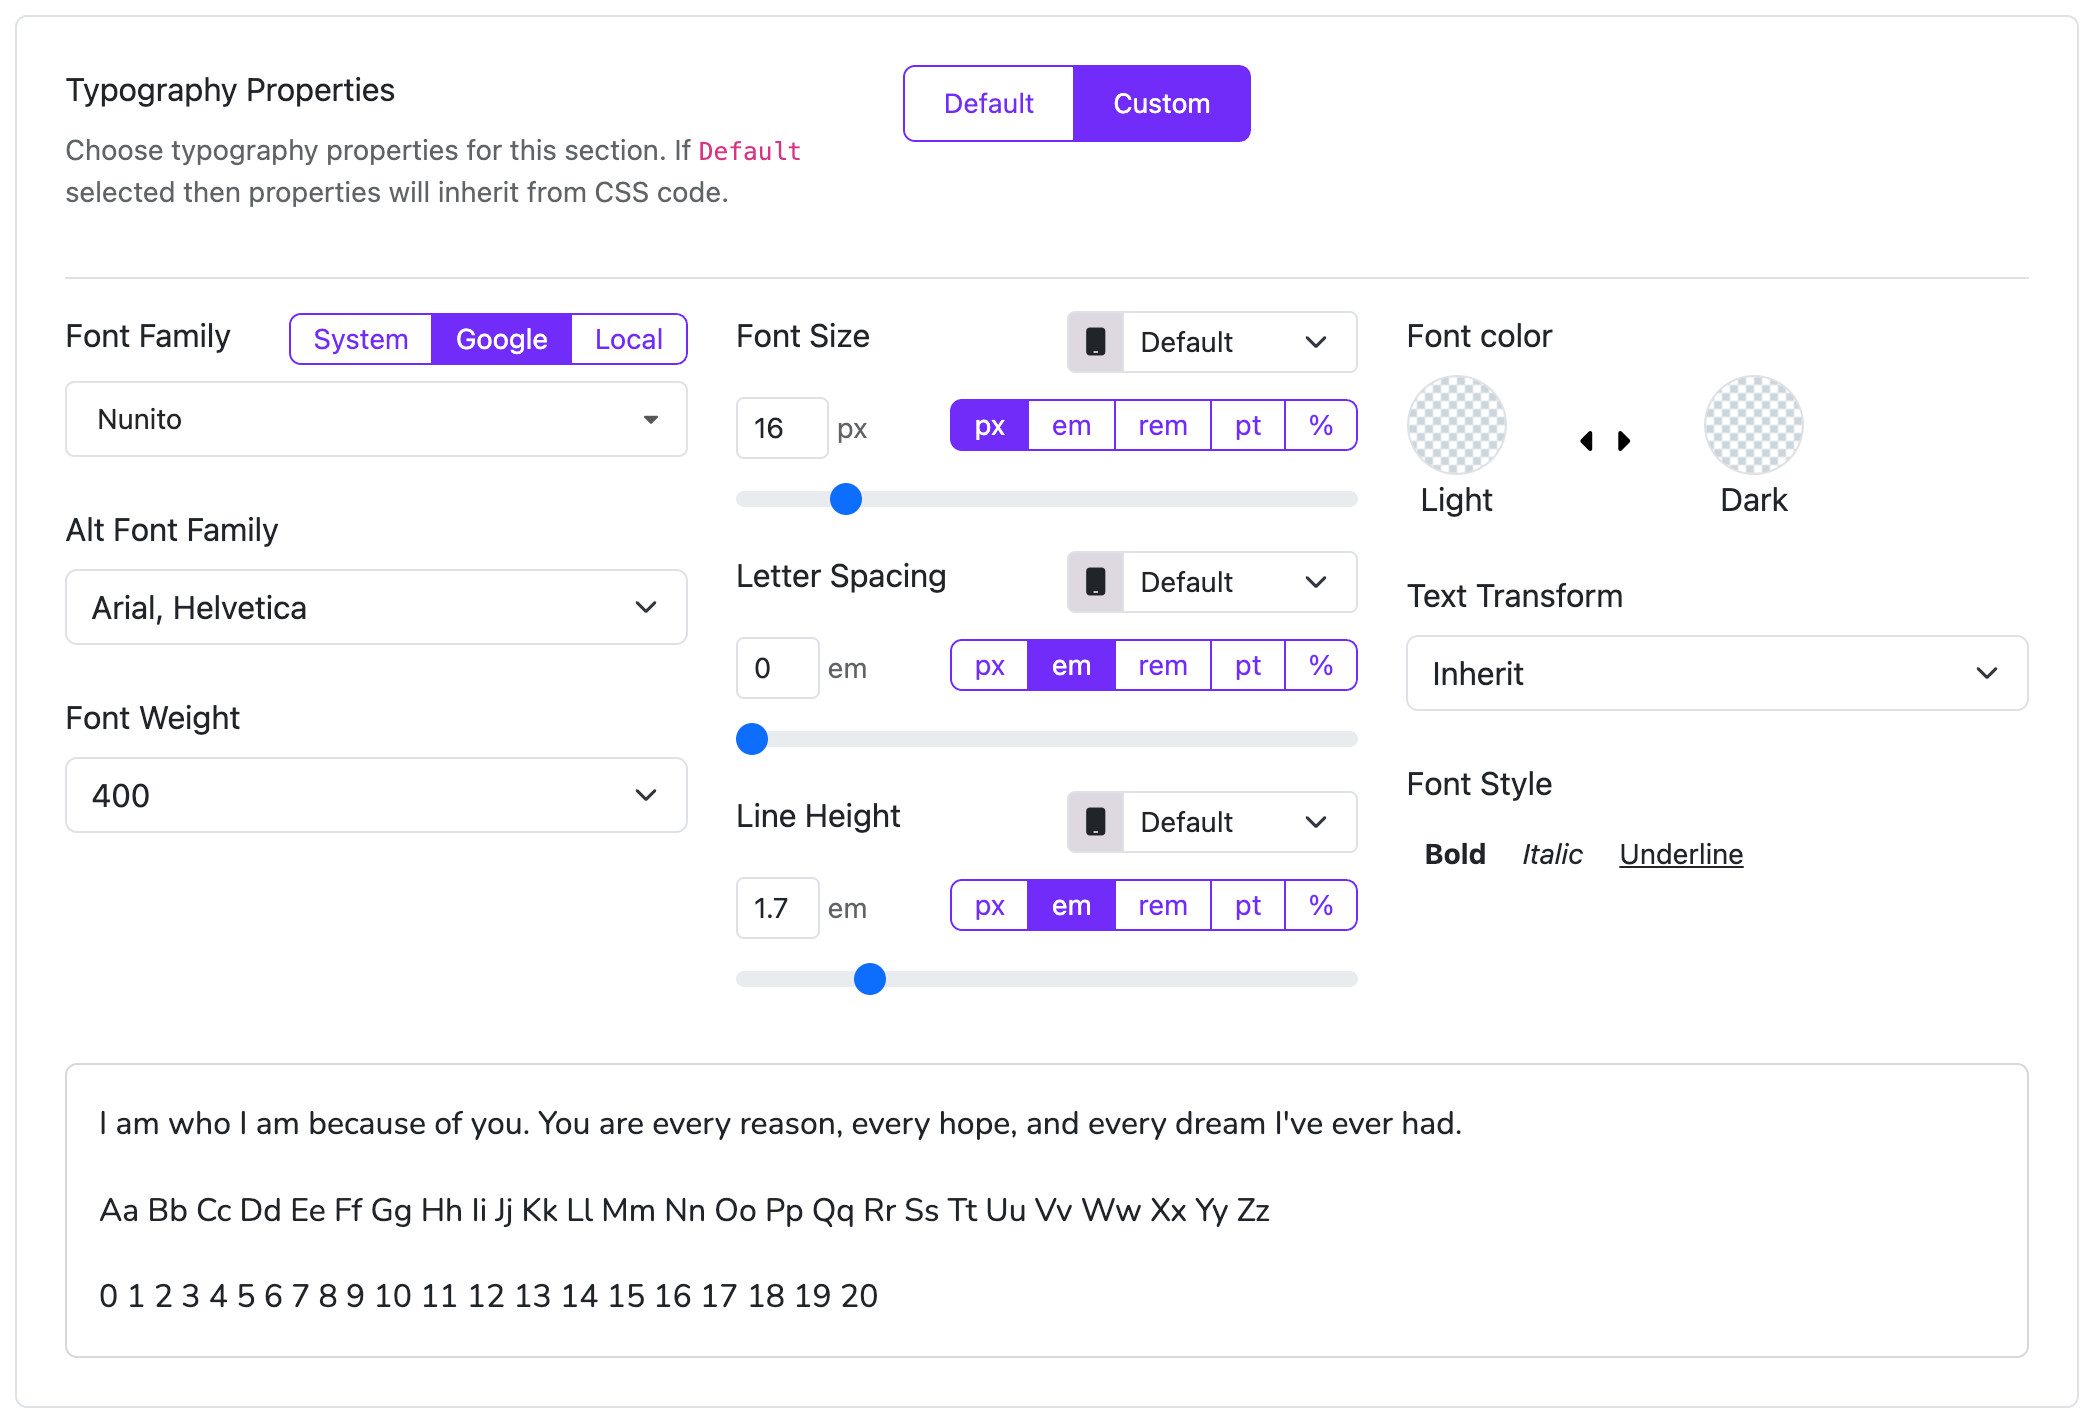 Typography Properties
Default Custom
Choose typography properties for this section. If Default
selected then properties will inherit from CSS code.
Font Family System Google Local
Nunito
Alt Font Family
Arial, Helvetica
Font Weight
400
Font Size Default
16 px px em rem pt %
Letter Spacing Default
0 em px em rem pt %
Line Height Default
1.7 em px em rem pt %
Font color
Light Dark
Text Transform
Inherit
Font Style
Bold Italic Underline
I am who I am because of you. You are every reason, every hope, and every dream I've ever had.
Aa Bb Cc Dd Ee Ff Gg Hh Ii Jj Kk Ll Mm Nn Oo Pp Qq Rr Ss Tt Uu Vv Ww Xx Yy Zz
0 1 2 3 4 5 6 7 8 9 10 11 12 13 14 15 16 17 18 19 20